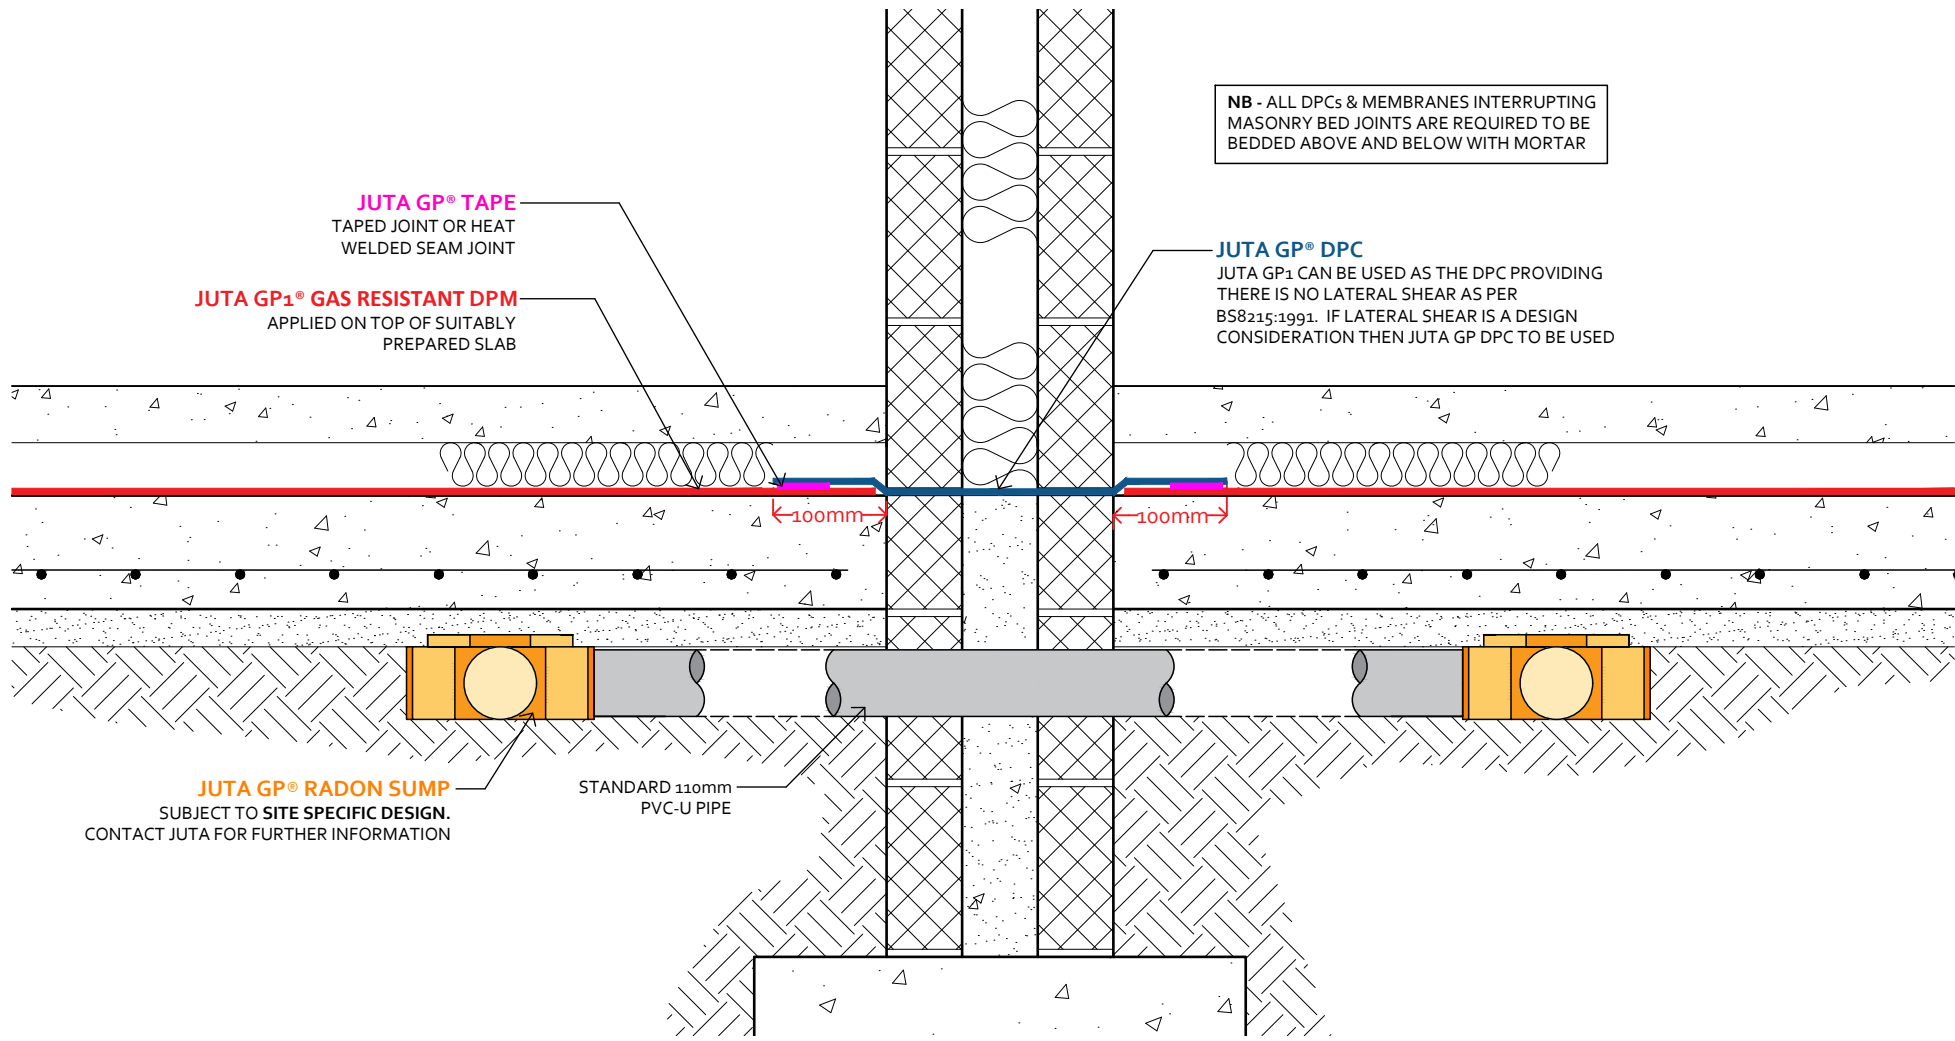 NB - ALL DPCs & MEMBRANES INTERRUPTING
MASONRY BED JOINTS ARE REQUIRED TO BE
BEDDED ABOVE AND BELOW WITH MORTAR
JUTA GP® TAPE
TAPED JOINT OR HEAT
WELDED SEAM JOINT
JUTA GP® DPC
JUTA GP1 CAN BE USED AS THE DPC PROVIDING
THERE IS NO LATERAL SHEAR AS PER
BS8215:1991. IF LATERAL SHEAR IS A DESIGN
CONSIDERATION THEN JUTA GP DPC TO BE USED
JUTA GP1® GAS RESISTANT DPM
APPLIED ON TOP OF SUITABLY
PREPARED SLAB
100mm
100mm
JUTA GP® RADON SUMP
SUBJECT TO SITE SPECIFIC DESIGN.
CONTACT JUTA FOR FURTHER INFORMATION
STANDARD 110mm
PVC-U PIPE